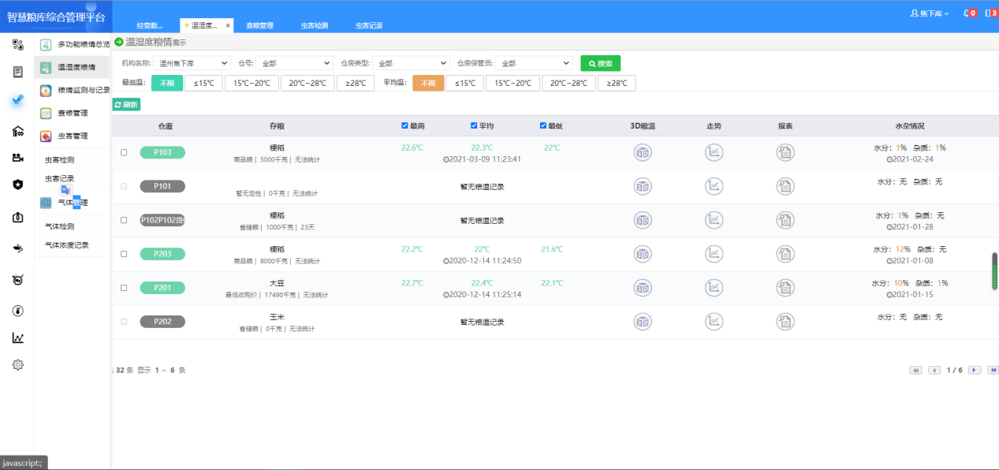 智慧粮库综合管理平台
焦下库
0
3
经营数...
温湿度...
查粮管理
虫害检测
虫害记录
多功能粮情总览
温湿度粮情
粮情监测与记录
查粮管理
虫害管理
虫害检测
虫害记录
气体管理
气体检测
气体浓度记录
温湿度粮情展示
机构名称: 温州焦下库 仓号: 全部 仓房类型: 全部 仓房保管员: 全部 搜索
最高温: 不限 ≤15℃ 15℃~20℃ 20℃~28℃ ≥28℃ 平均温: 不限 ≤15℃ 15℃~20℃ 20℃~28℃ ≥28℃
刷新
仓廒 存粮 最高 平均 最低 3D粮温 走势 报表 水杂情况
P103 粳稻 22.6℃ 22.3℃ 22℃ 水分: 1% 杂质: 1%
商品粮 | 5000千克 | 无法统计 2021-03-09 11:23:41 2021-02-24
P101 暂无粮温记录 水分: 无 杂质: 无
暂无定性 | 0千克 | 无法统计
P102P102货 粳稻 暂无粮温记录 水分: 1% 杂质: 无
省储粮 | 1000千克 | 23天 2021-01-28
P203 粳稻 22.2℃ 22℃ 21.6℃ 水分: 12% 杂质: 无
商品粮 | 8000千克 | 无法统计 2020-12-14 11:24:50 2021-01-08
P201 大豆 22.7℃ 22.4℃ 22.1℃ 水分: 10% 杂质: 1%
最低收购价 | 17490千克 | 无法统计 2020-12-14 11:25:14 2021-01-15
P202 玉米 暂无粮温记录 水分: 无 杂质: 无
省储粮 | 0千克 | 无法统计
32 条 显示 1 ~ 6 条
1 / 6
javascript:;